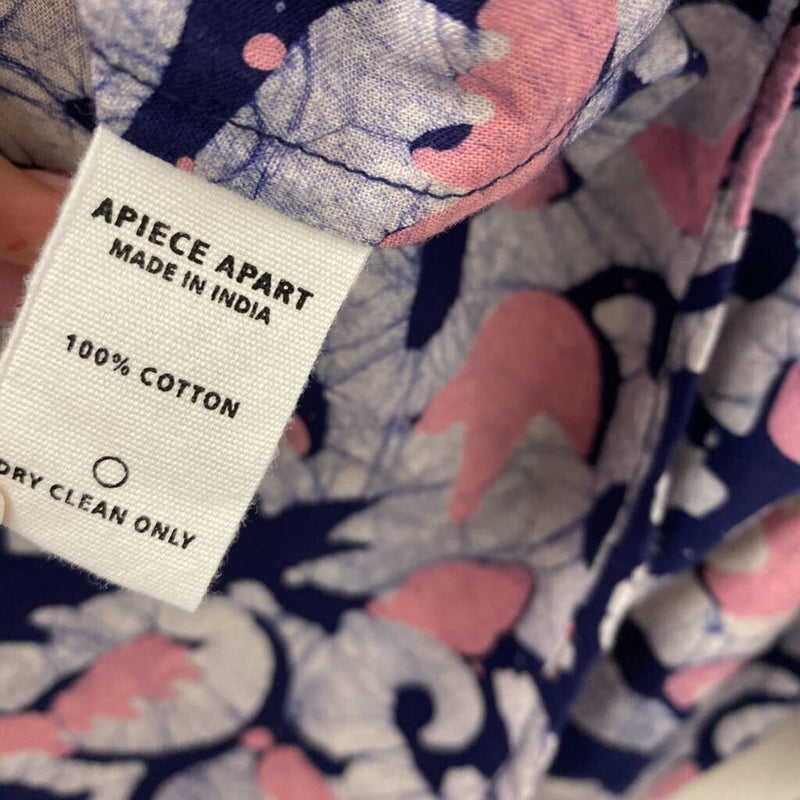 APIECE APART
MADE IN INDIA
100% COTTON
DRY CLEAN ONLY